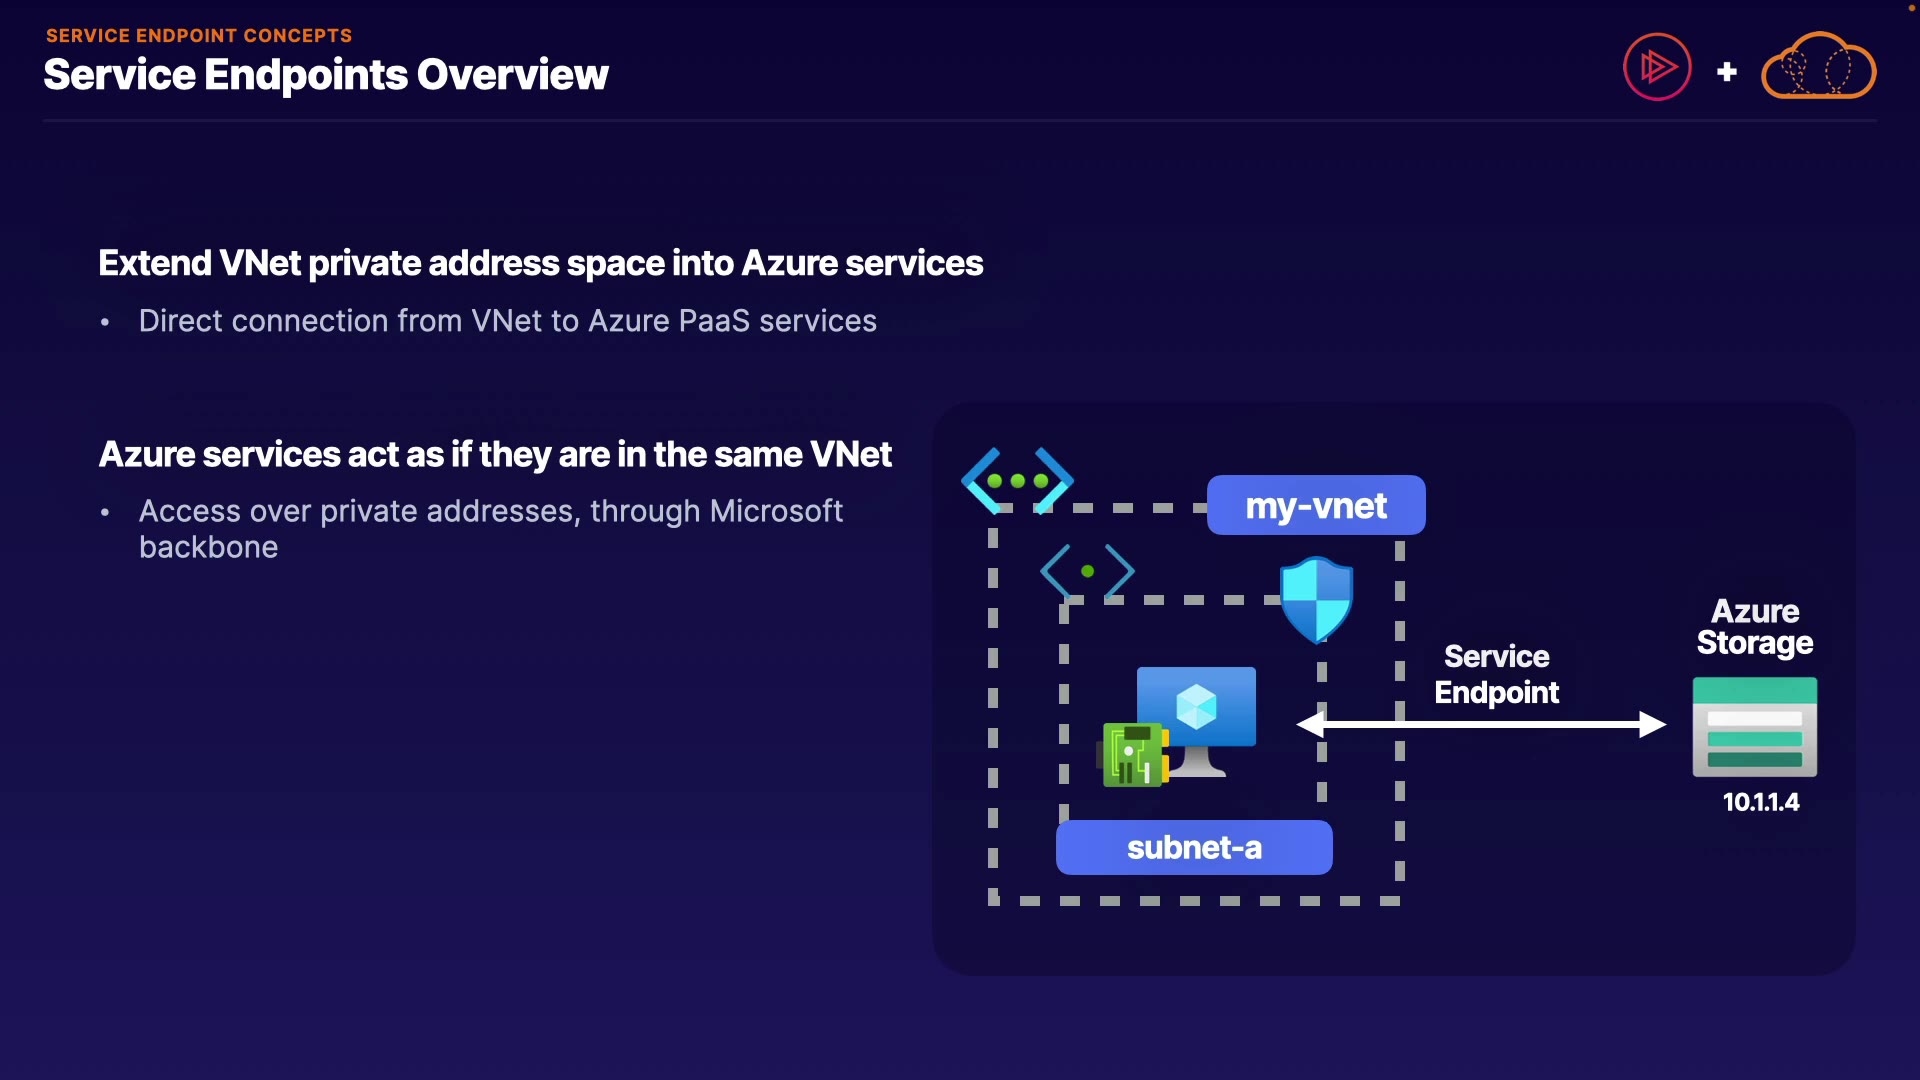 SERVICE ENDPOINT CONCEPTS
Service Endpoints Overview
+
Extend VNet private address space into Azure services
• Direct connection from VNet to Azure PaaS services
Azure services act as if they are in the same VNet
• Access over private addresses, through Microsoft
backbone
my-vnet
Azure
Storage
Service
Endpoint
10.1.1.4
subnet-a